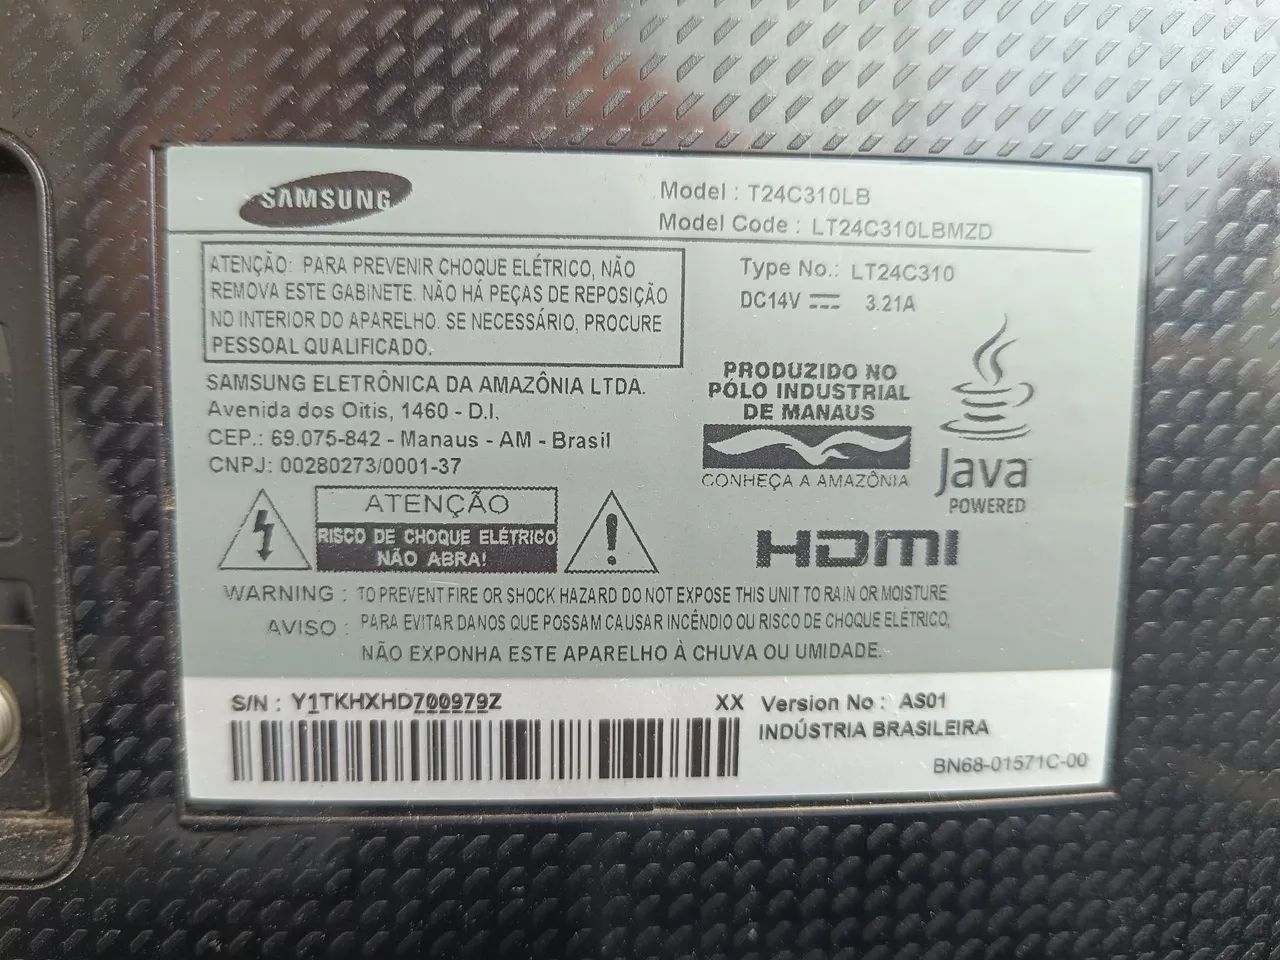 SAMSUNG
Model : T24C310LB
Model Code : LT24C310LBMZD
ATENÇÃO: PARA PREVENIR CHOQUE ELÉTRICO, NÃO
REMOVA ESTE GABINETE. NÃO HÁ PEÇAS DE REPOSIÇÃO
NO INTERIOR DO APARELHO. SE NECESSÁRIO, PROCURE
PESSOAL QUALIFICADO.
Type No.: LT24C310
DC14V 3.21A
SAMSUNG ELETRÔNICA DA AMAZÔNIA LTDA.
Avenida dos Oitis, 1460 - D.I.
CEP.: 69.075-842 - Manaus - AM - Brasil
CNPJ: 00280273/0001-37
PRODUZIDO NO
PÓLO INDUSTRIAL
DE MANAUS
CONHEÇA A AMAZÔNIA
Java
POWERED
ATENÇÃO
RISCO DE CHOQUE ELÉTRICO
NÃO ABRA!
HDMI
WARNING : TO PREVENT FIRE OR SHOCK HAZARD DO NOT EXPOSE THIS UNIT TO RAIN OR MOISTURE
AVISO : PARA EVITAR DANOS QUE POSSAM CAUSAR INCÊNDIO OU RISCO DE CHOQUE ELÉTRICO,
NÃO EXPONHA ESTE APARELHO À CHUVA OU UMIDADE.
S/N : Y1TKHXHD700979Z
XX Version No : AS01
INDÚSTRIA BRASILEIRA
BN68-01571C-00